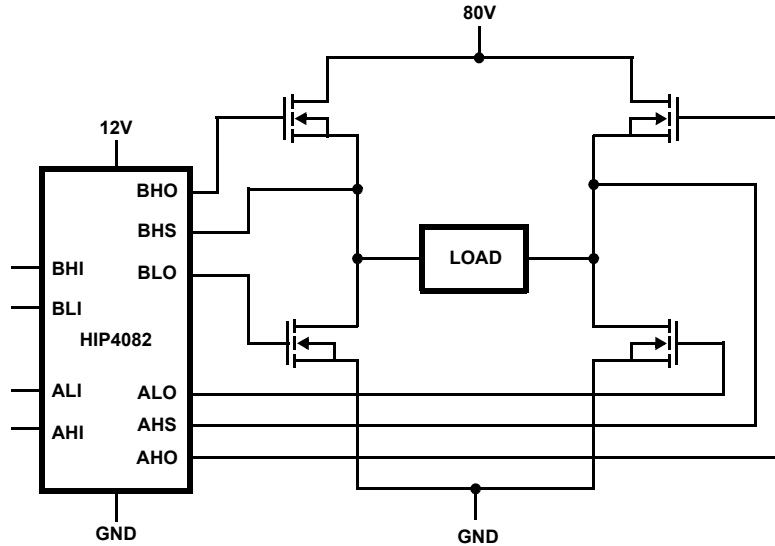 80V
12V
BHO
BHS
BLO
BHI
BLI
HIP4082
ALI
AHI
ALO
AHS
AHO
LOAD
GND
GND